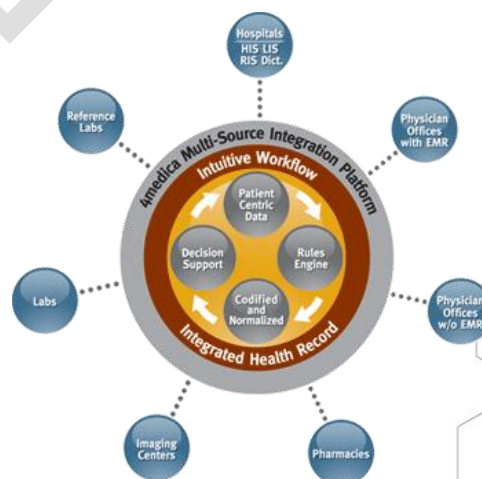 Hospitals
HIS LIS
RIS Dict.
Reference
Labs
Physician
Offices
with EMR
4medica Multi-Source Integration Platform
Intuitive Workflow
Patient
Centric
Data
Decision
Support
Rules
Engine
Codified
and
Normalized
Integrated Health Record
Labs
Physician
Offices
w/o EMR
Imaging
Centers
Pharmacies